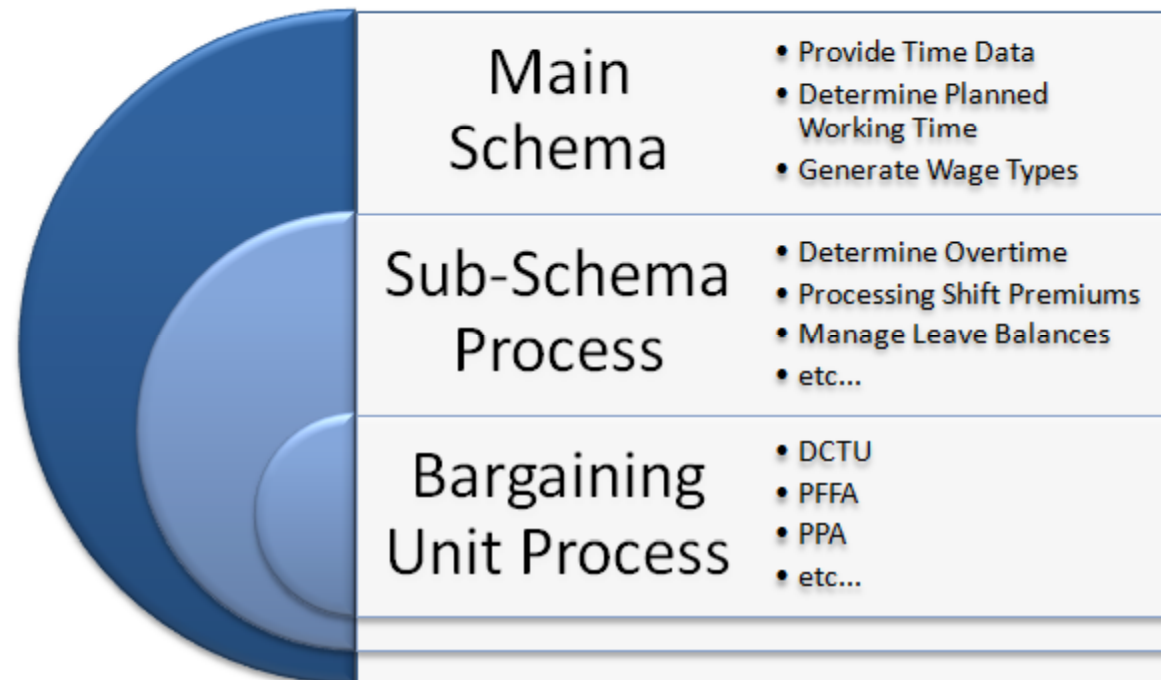 Main
Schema
• Provide Time Data
• Determine Planned
Working Time
• Generate Wage Types
Sub-Schema
Process
• Determine Overtime
• Processing Shift Premiums
• Manage Leave Balances
• etc...
Bargaining
Unit Process
• DCTU
• PFFA
• PPA
• etc...